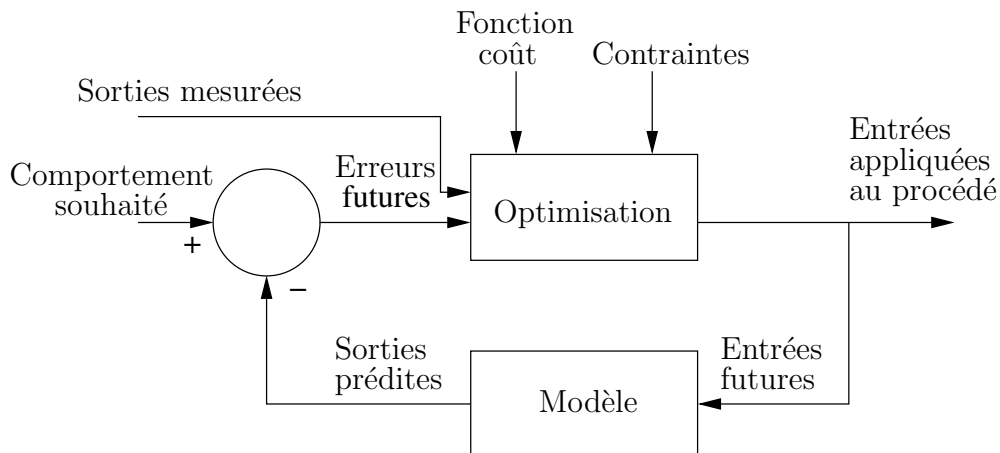 Fonction
coût
Contraintes
Sorties mesurées
Entrées
appliquées
au procédé
Comportement
souhaité
Erreurs
futures
Optimisation
+
−
Sorties
prédites
Modèle
Entrées
futures